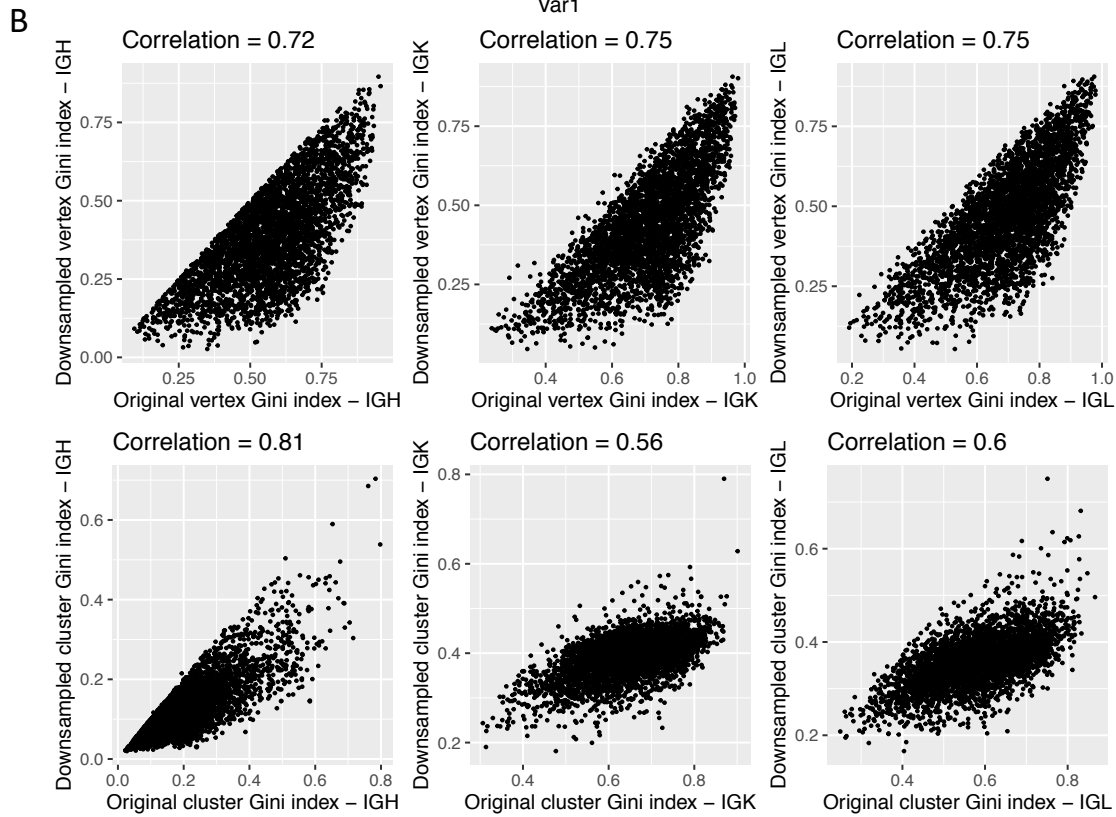 Var1
B
Correlation = 0.72
Correlation = 0.75
Correlation = 0.75
Downsampled vertex Gini index – IGH
0.75
0.50
0.25
0.00
0.25
0.50
0.75
Original vertex Gini index – IGH
Downsampled vertex Gini index – IGK
0.75
0.50
0.25
0.4
0.6
0.8
1.0
Original vertex Gini index – IGK
Downsampled vertex Gini index – IGL
0.75
0.50
0.25
0.2
0.4
0.6
0.8
1.0
Original vertex Gini index – IGL
Correlation = 0.81
Correlation = 0.56
Correlation = 0.6
Downsampled cluster Gini index – IGH
0.6
0.4
0.2
0.0
0.0
0.2
0.4
0.6
0.8
Original cluster Gini index – IGH
Downsampled cluster Gini index – IGK
0.8
0.6
0.4
0.2
0.4
0.6
0.8
Original cluster Gini index – IGK
Downsampled cluster Gini index – IGL
0.6
0.4
0.2
0.4
0.6
0.8
Original cluster Gini index – IGL